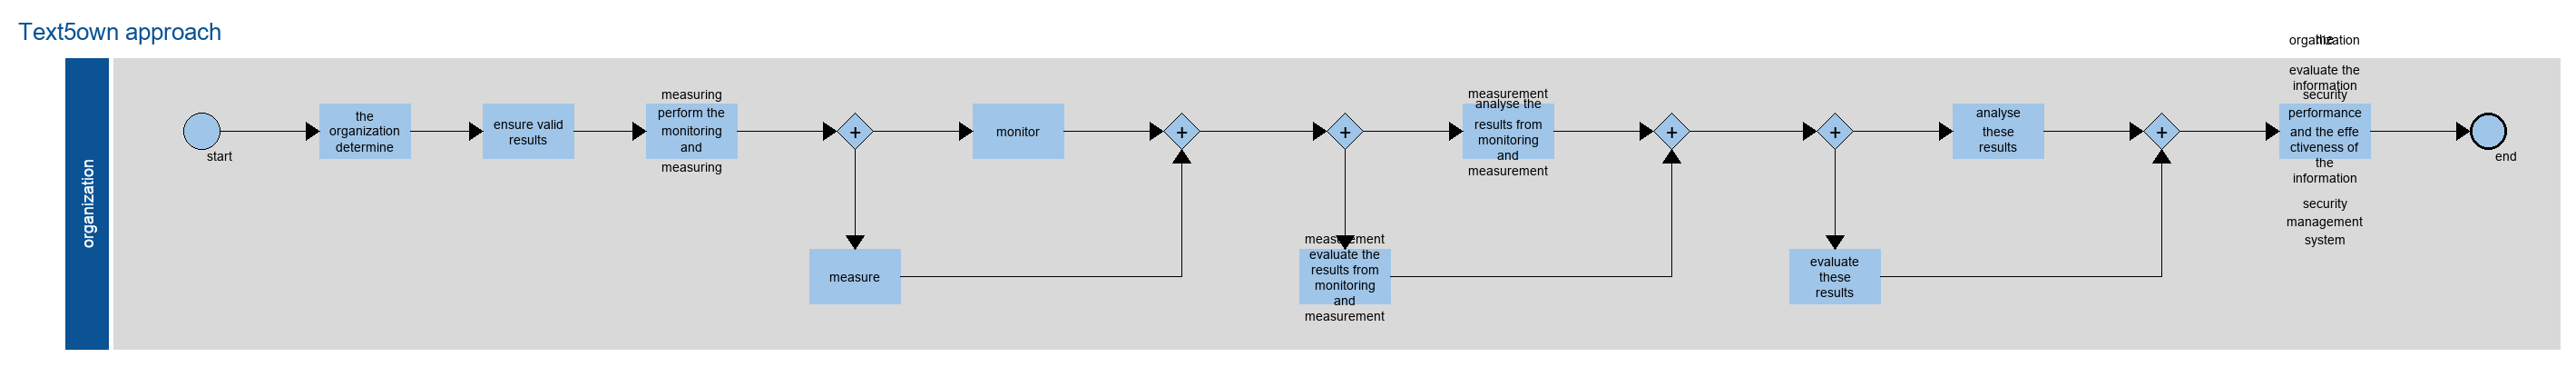 Text5own approach
organization
start
the
organization
determine
ensure valid
results
measuring
perform the
monitoring
and
measuring
+
measure
monitor
+
+
measurement
evaluate the
results from
monitoring
and
measurement
measurement
analyse the
results from
monitoring
and
measurement
+
+
evaluate
these
results
analyse
these
results
+
the
organization
evaluate the
information
security
performance
and the effe
ctiveness of
the
information
security
management
system
end